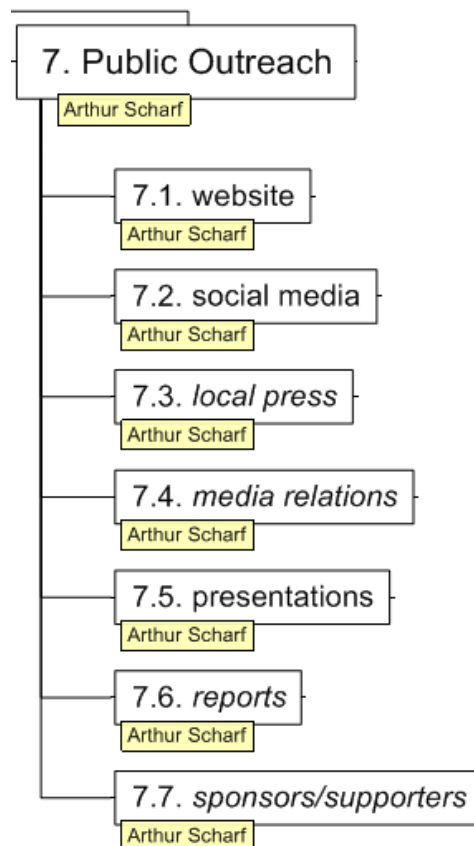 7. Public Outreach
Arthur Scharf
7.1. website
Arthur Scharf
7.2. social media
Arthur Scharf
7.3. local press
Arthur Scharf
7.4. media relations
Arthur Scharf
7.5. presentations
Arthur Scharf
7.6. reports
Arthur Scharf
7.7. sponsors/supporters
Arthur Scharf